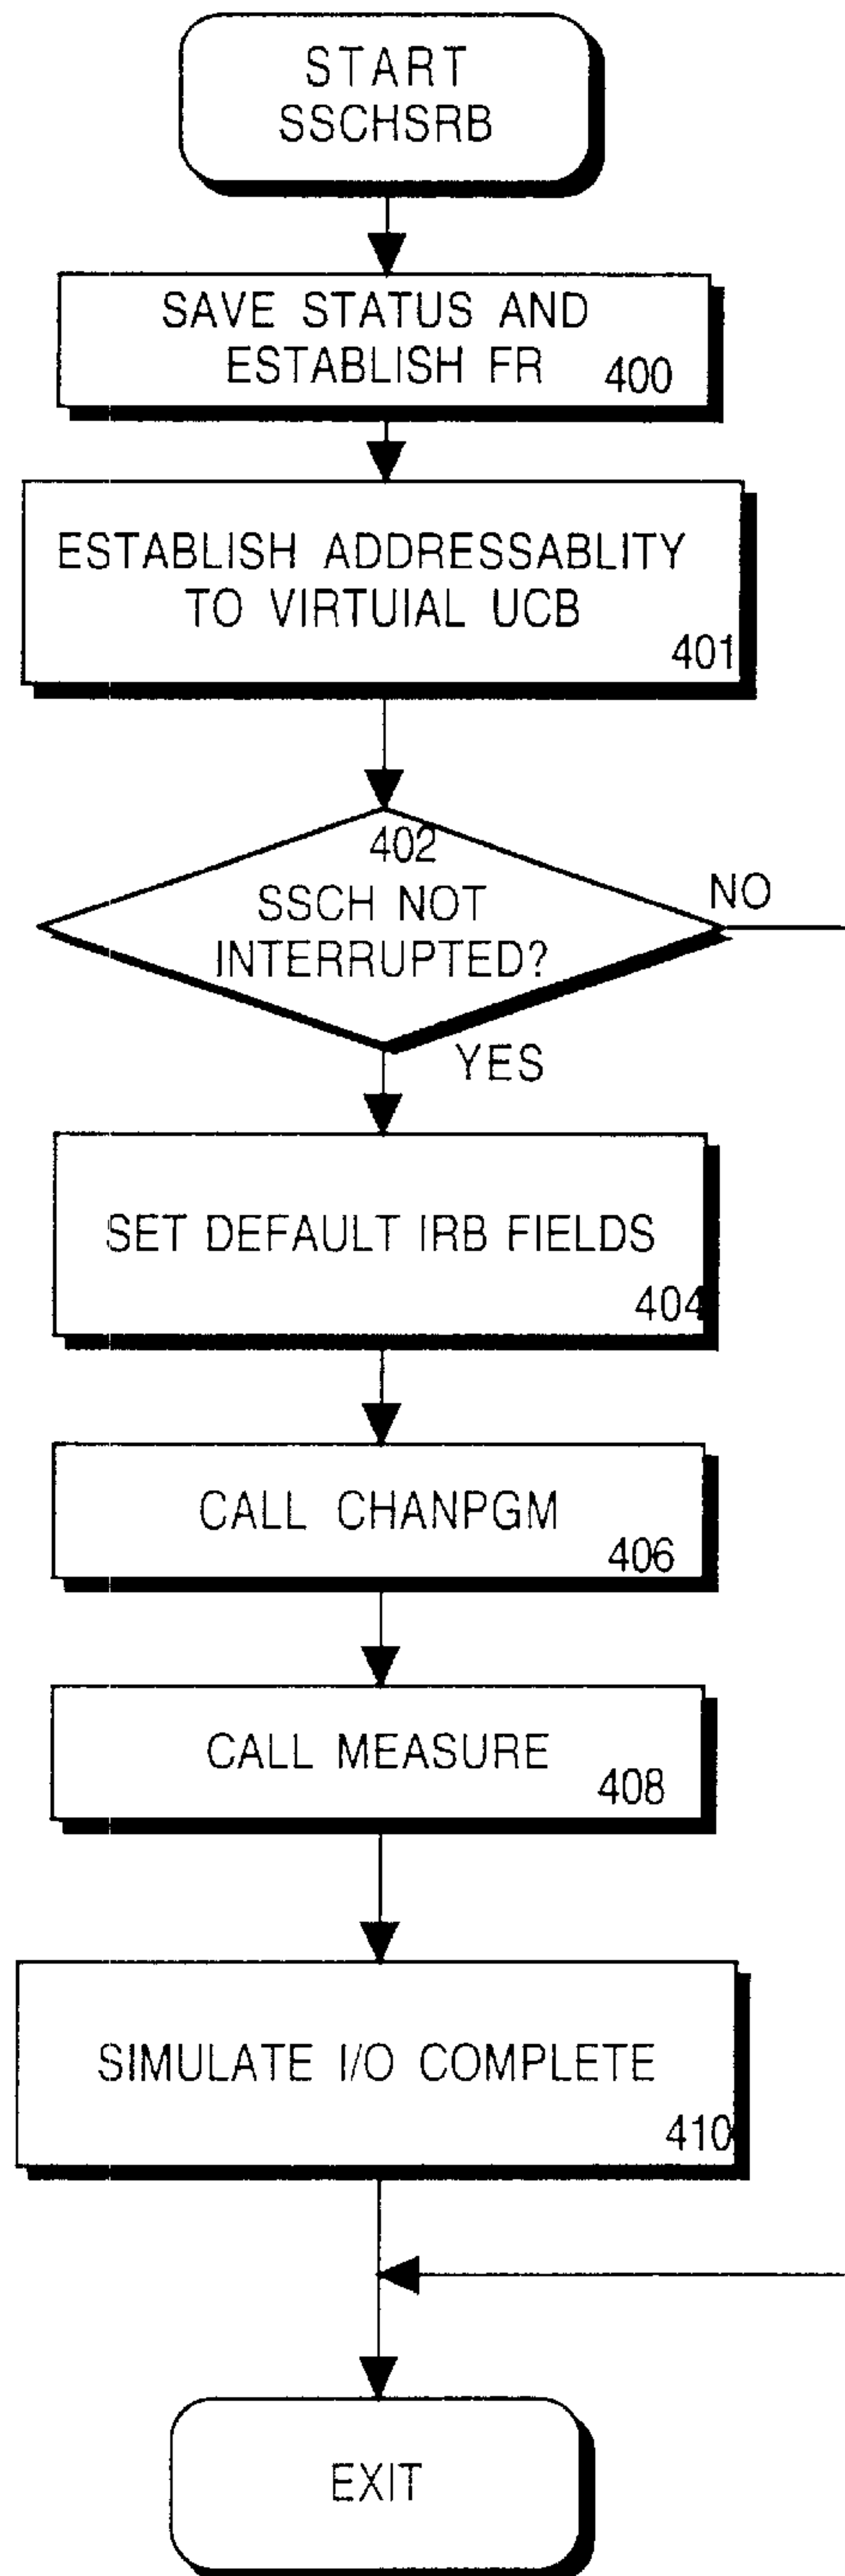 START
SSCHSRB
SAVE STATUS AND
ESTABLISH FR 400
ESTABLISH ADDRESSABLITY
TO VIRTUIAL UCB
401
402
SSCH NOT
INTERRUPTED?
NO
YES
SET DEFAULT IRB FIELDS
404
CALL CHANPGM
406
CALL MEASURE
408
SIMULATE I/O COMPLETE
410
EXIT